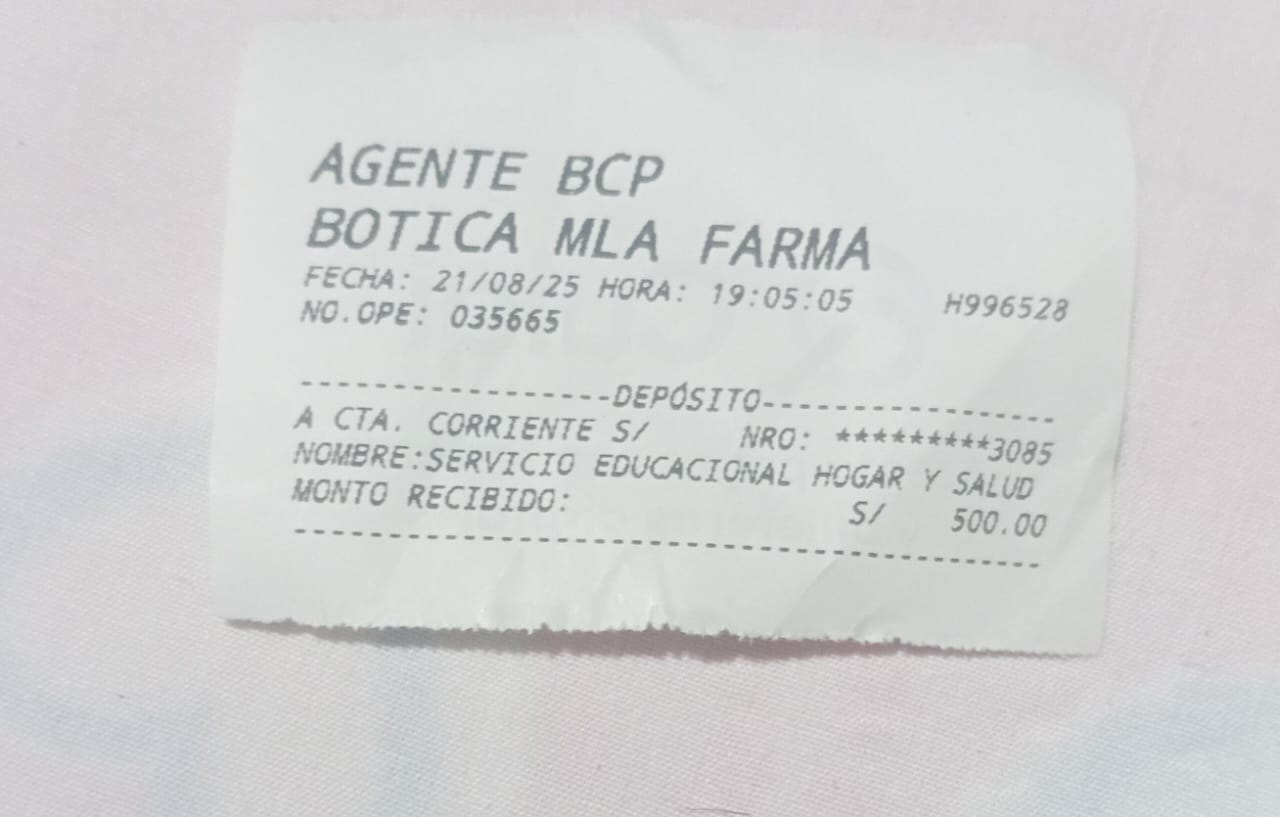 AGENTE BCP
BOTICA MLA FARMA
FECHA: 21/08/25 HORA: 19:05:05 H996528
NO.OPE: 035665
-----------------DEPÓSITO-----------------
A CTA. CORRIENTE S/ NRO: *********3085
NOMBRE:SERVICIO EDUCACIONAL HOGAR Y SALUD
MONTO RECIBIDO: S/ 500.00